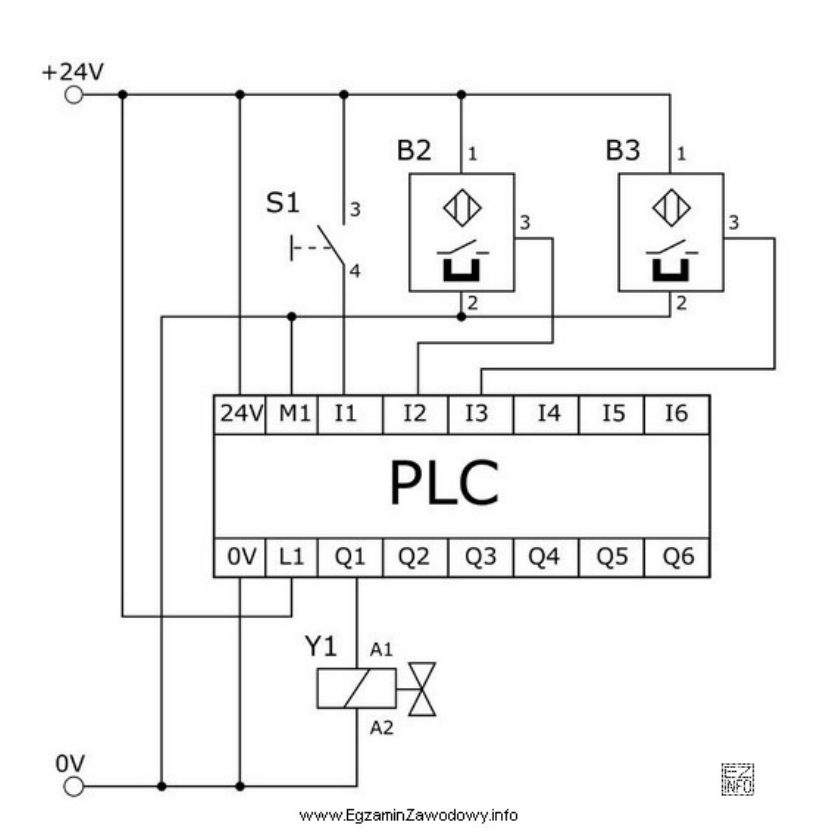 +24V
B2 1 B3 1
S1 3 3 3
4
2 2
24V M1 I1 I2 I3 I4 I5 I6
PLC
0V L1 Q1 Q2 Q3 Q4 Q5 Q6
Y1 A1
A2
0V
EZ
INFO
www.EgzaminZawodowy.info